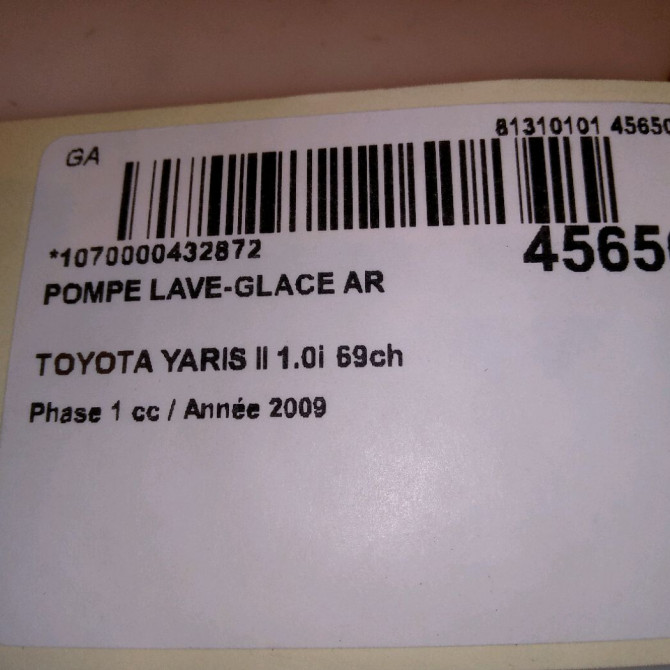 GA
81310101 4565
*1070000432872
4565
POMPE LAVE-GLACE AR
TOYOTA YARIS II 1.0i 69ch
Phase 1 cc / Année 2009